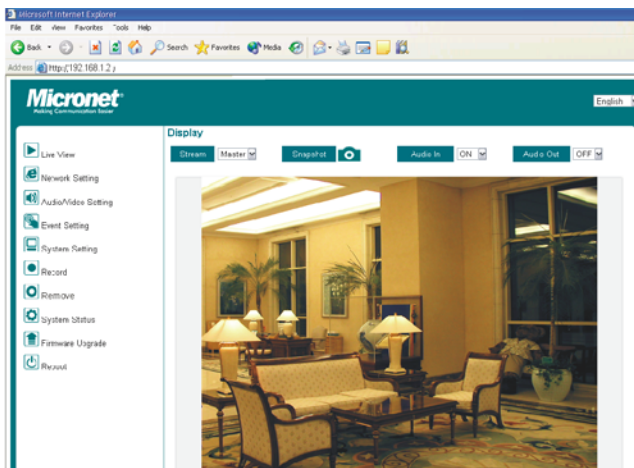 Microsoft Internet Explorer
File Edit View Favorites Tools Help
Back Search Favorites Media
Address http://192.168.1.2/
Micronet
Making Communication Easier
English
Display
Stream Master Snapshot Audio In ON Audio Out OFF
Live View
Network Setting
Audio/Video Setting
Event Setting
System Setting
Record
Remove
System Status
Firmware Upgrade
Reboot